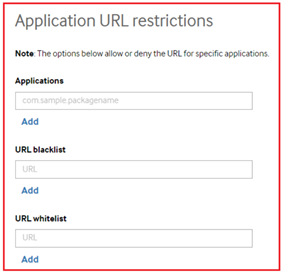 Application URL restrictions
Note: The options below allow or deny the URL for specific applications.
Applications
com.sample.packagename
Add
URL blacklist
URL
Add
URL whitelist
URL
Add